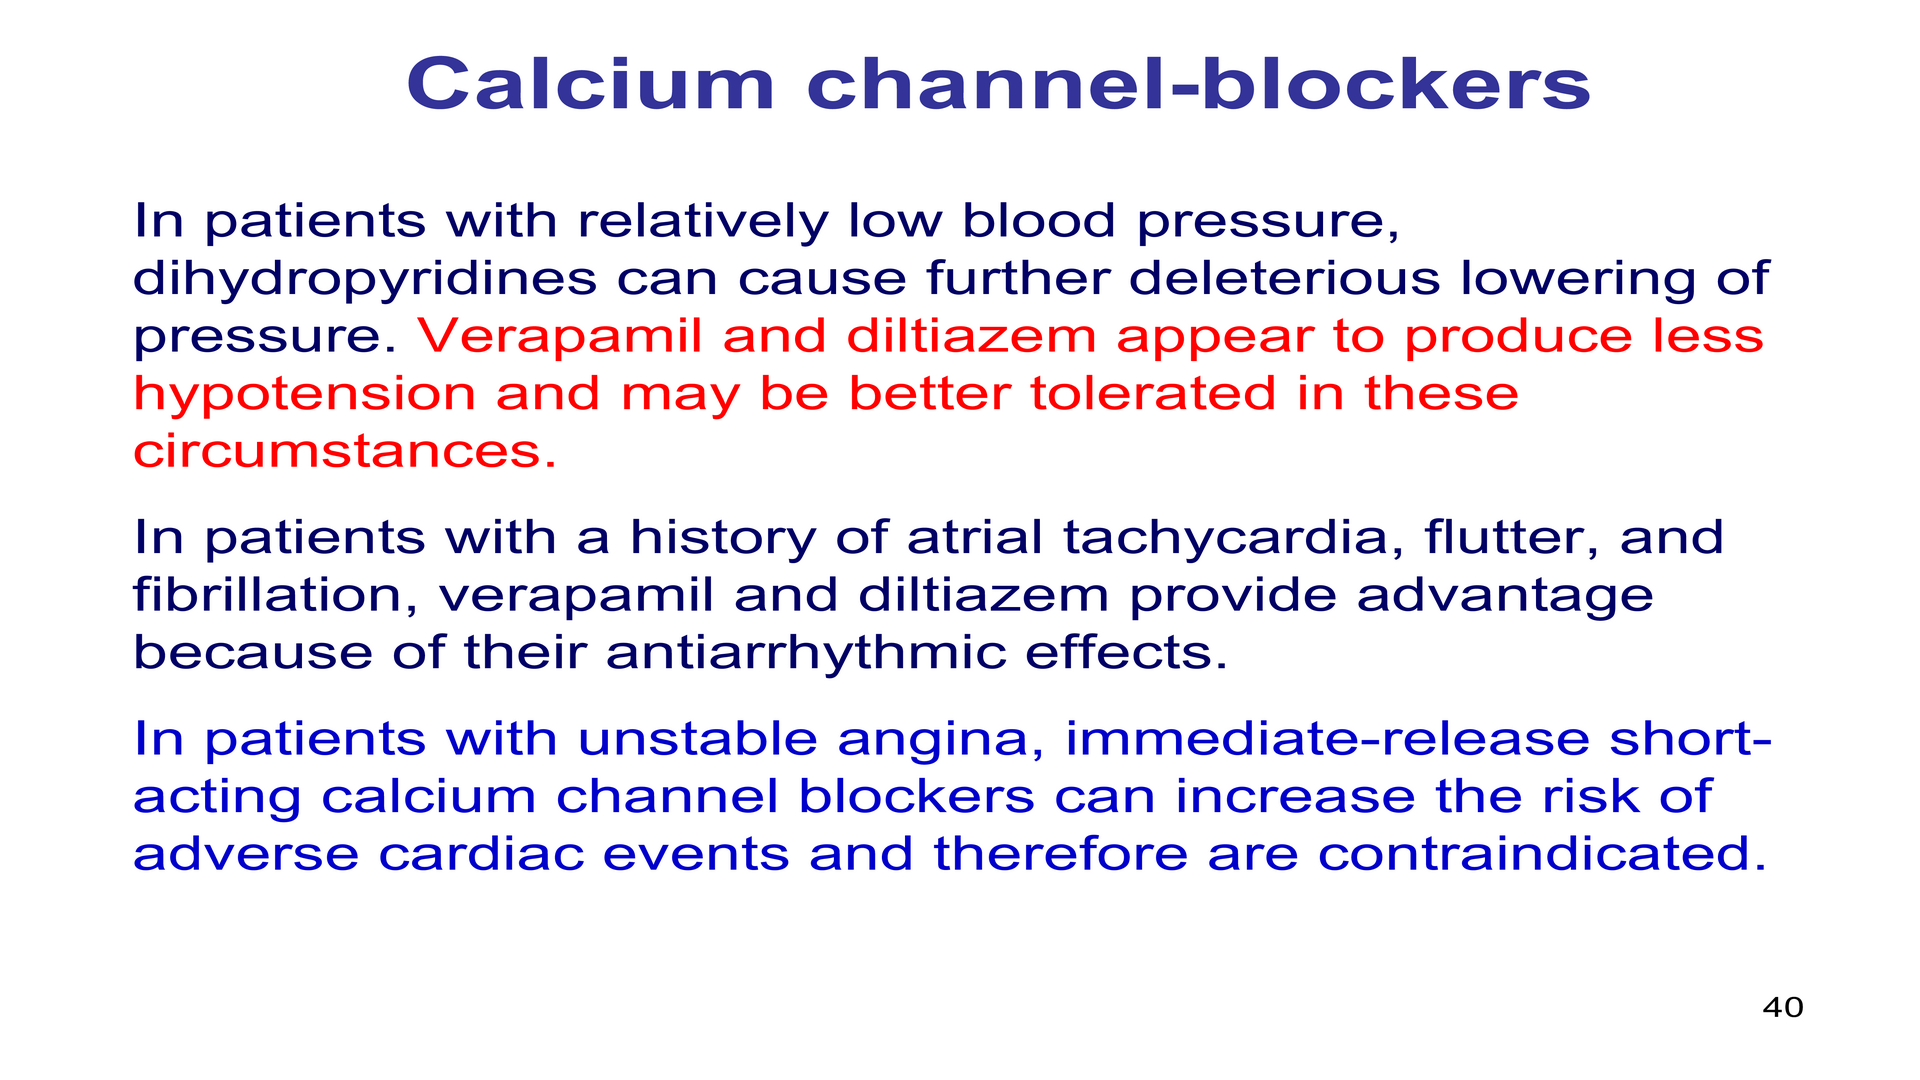 Calcium channel-blockers
In patients with relatively low blood pressure,
dihydropyridines can cause further deleterious lowering of
pressure. Verapamil and diltiazem appear to produce less
hypotension and may be better tolerated in these
circumstances.
In patients with a history of atrial tachycardia, flutter, and
fibrillation, verapamil and diltiazem provide advantage
because of their antiarrhythmic effects.
In patients with unstable angina, immediate-release short-
acting calcium channel blockers can increase the risk of
adverse cardiac events and therefore are contraindicated.
40